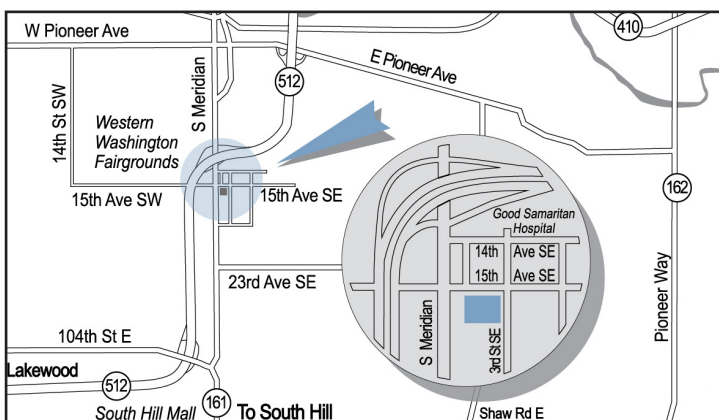 W Pioneer Ave
410
E Pioneer Ave
512
14th St SW
S Meridian
Western
Washington
Fairgrounds
162
15th Ave SW
15th Ave SE
Good Samaritan
Hospital
14th Ave SE
15th Ave SE
23rd Ave SE
S Meridian
3rd St SE
Pioneer Way
104th St E
Lakewood
512
South Hill Mall
161
To South Hill
Shaw Rd E